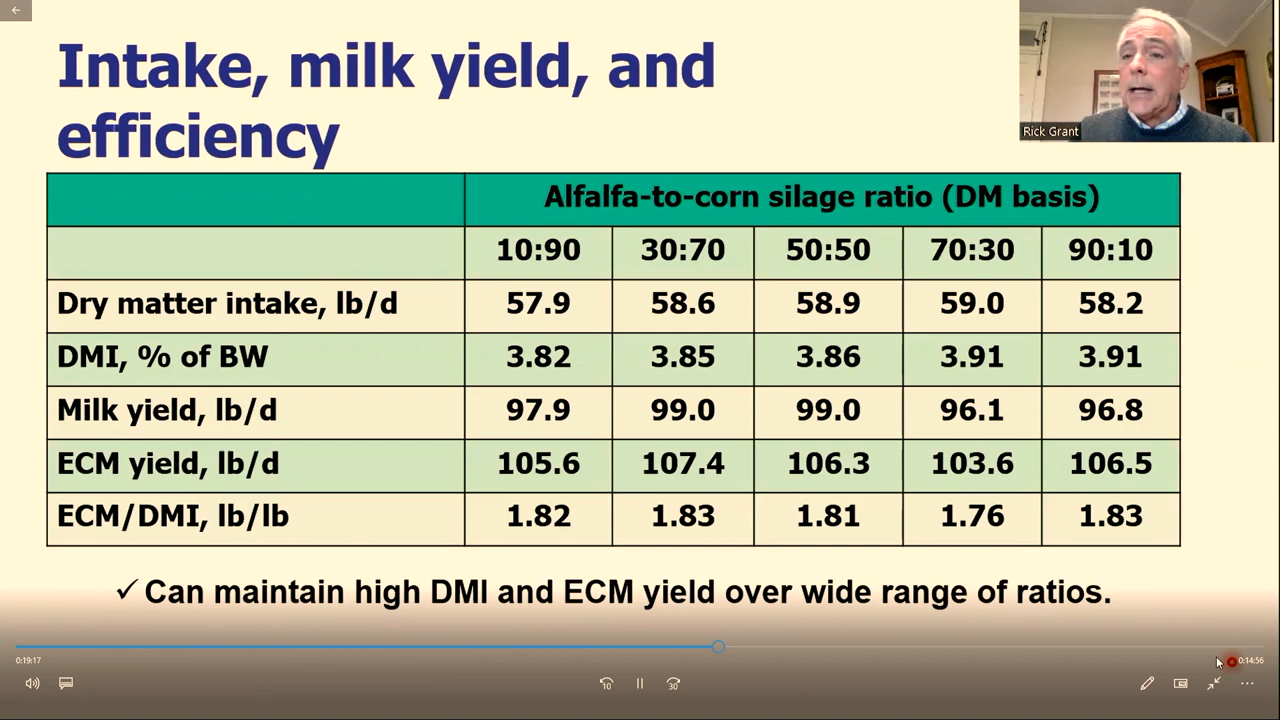 Intake, milk yield, and
efficiency
Rick Grant
Alfalfa-to-corn silage ratio (DM basis)
10:90 30:70 50:50 70:30 90:10
Dry matter intake, lb/d 57.9 58.6 58.9 59.0 58.2
DMI, % of BW 3.82 3.85 3.86 3.91 3.91
Milk yield, lb/d 97.9 99.0 99.0 96.1 96.8
ECM yield, lb/d 105.6 107.4 106.3 103.6 106.5
ECM/DMI, lb/lb 1.82 1.83 1.81 1.76 1.83
✓ Can maintain high DMI and ECM yield over wide range of ratios.
0:19:17 0:14:56
10 30